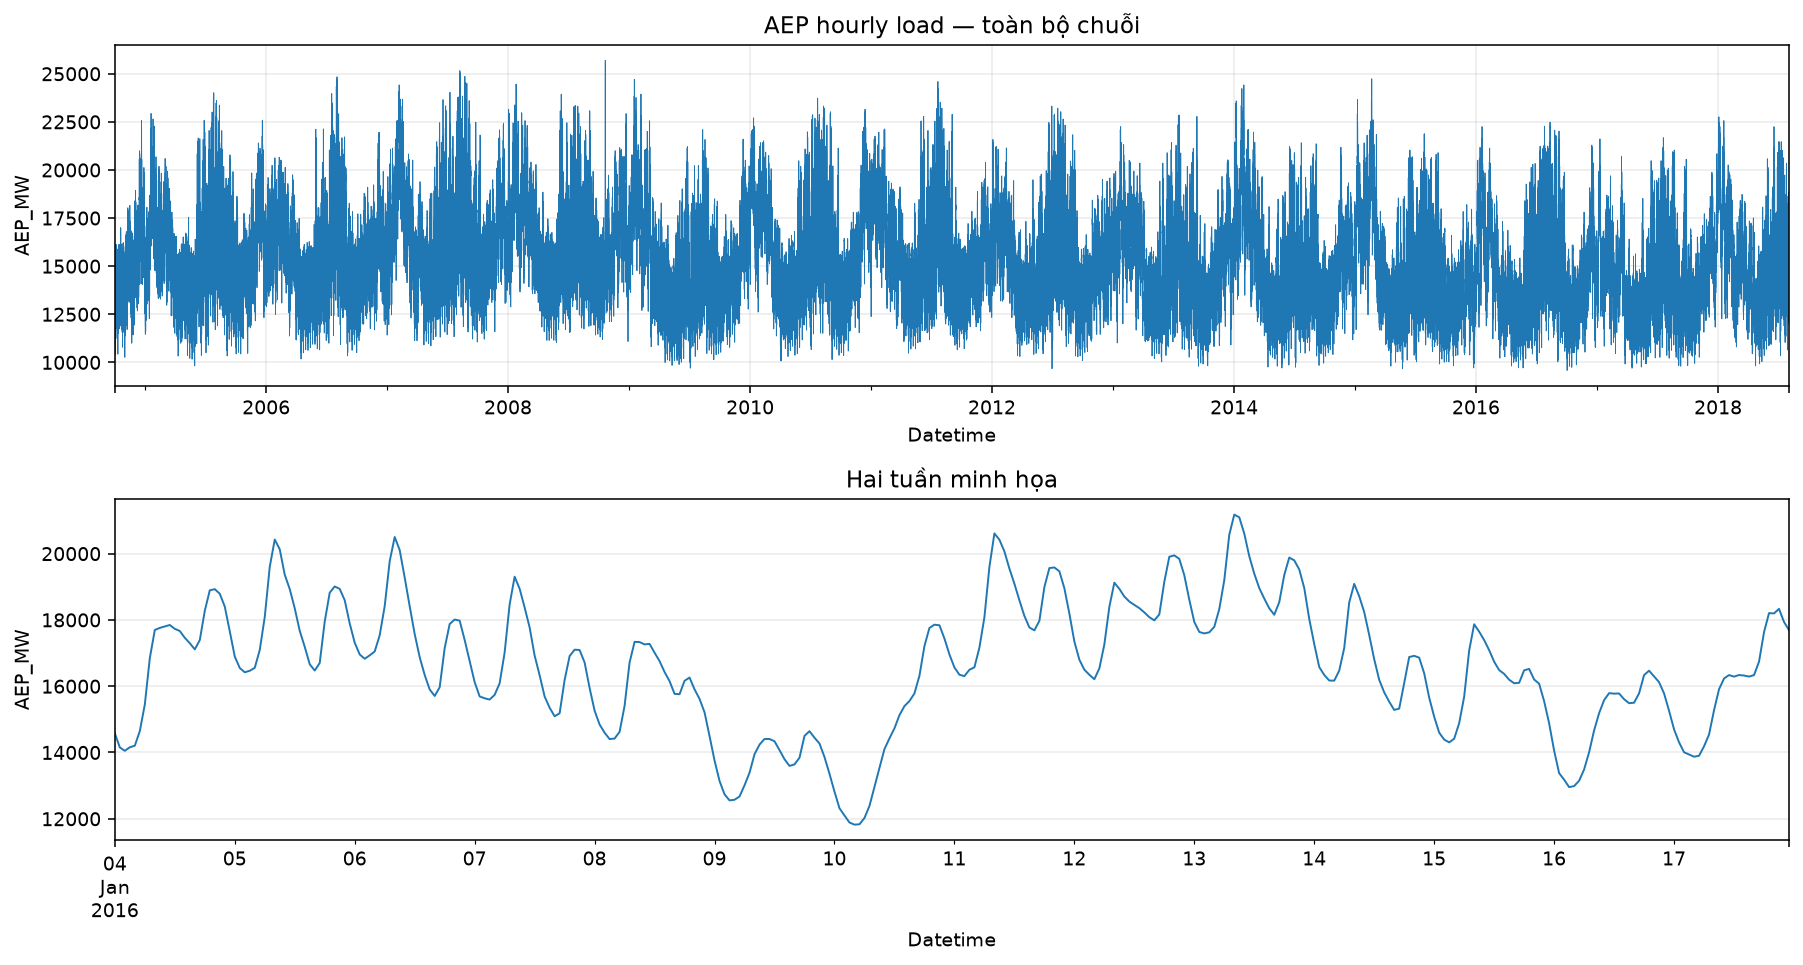 AEP hourly load — toàn bộ chuỗi
25000
22500
20000
17500
15000
12500
10000
AEP_MW
2006 2008 2010 2012 2014 2016 2018
Datetime
Hai tuần minh họa
20000
18000
16000
14000
12000
AEP_MW
04 05 06 07 08 09 10 11 12 13 14 15 16 17
Jan
2016
Datetime